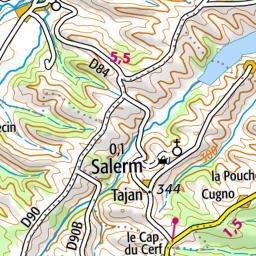 5,5
D84
ecin
0.1
Salerm
300
la Pouche
Tajan
344
Cugno
D90
D90B
1,5
le Cap
du Cerf